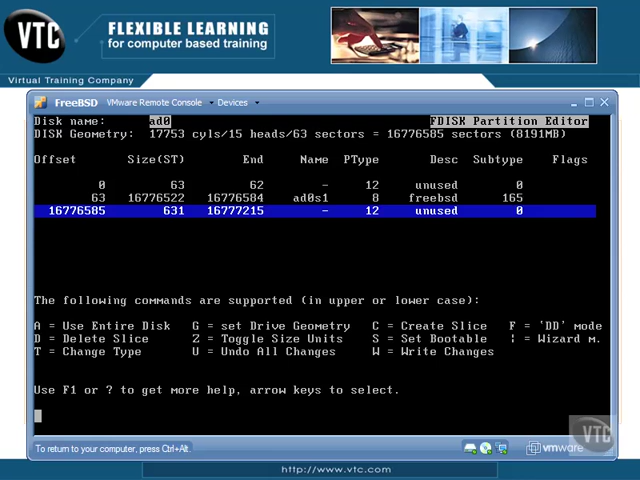 VTC
FLEXIBLE LEARNING
for computer based training
Virtual Training Company
FreeBSD VMware Remote Console Devices
Disk name: ad0 FDISK Partition Editor
DISK Geometry: 17753 cyls/15 heads/63 sectors = 16776585 sectors (8191MB)
Offset Size(ST) End Name PType Desc Subtype Flags
0 63 62 - 12 unused 0
63 16776522 16776584 ad0s1 8 freebsd 165
16776585 631 16777215 - 12 unused 0
The following commands are supported (in upper or lower case):
A = Use Entire Disk G = set Drive Geometry C = Create Slice F = 'DD' mode
D = Delete Slice Z = Toggle Size Units S = Set Bootable ¦ = Wizard m.
T = Change Type U = Undo All Changes W = Write Changes
Use F1 or ? to get more help, arrow keys to select.
VTC
To return to your computer, press Ctrl+Alt.
vmware
http://www.vtc.com